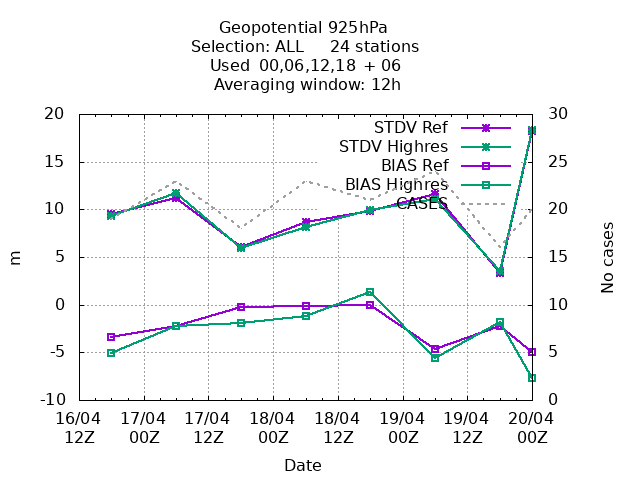 Geopotential 925hPa
Selection: ALL 24 stations
Used 00,06,12,18 + 06
Averaging window: 12h
20 30
STDV Ref
STDV Highres
15 25
BIAS Ref
BIAS Highres
10 20
CASES
5 15
m
No cases
0 10
-5 5
-10 0
16/04 17/04 17/04 18/04 18/04 19/04 19/04 20/04
12Z 00Z 12Z 00Z 12Z 00Z 12Z 00Z
Date